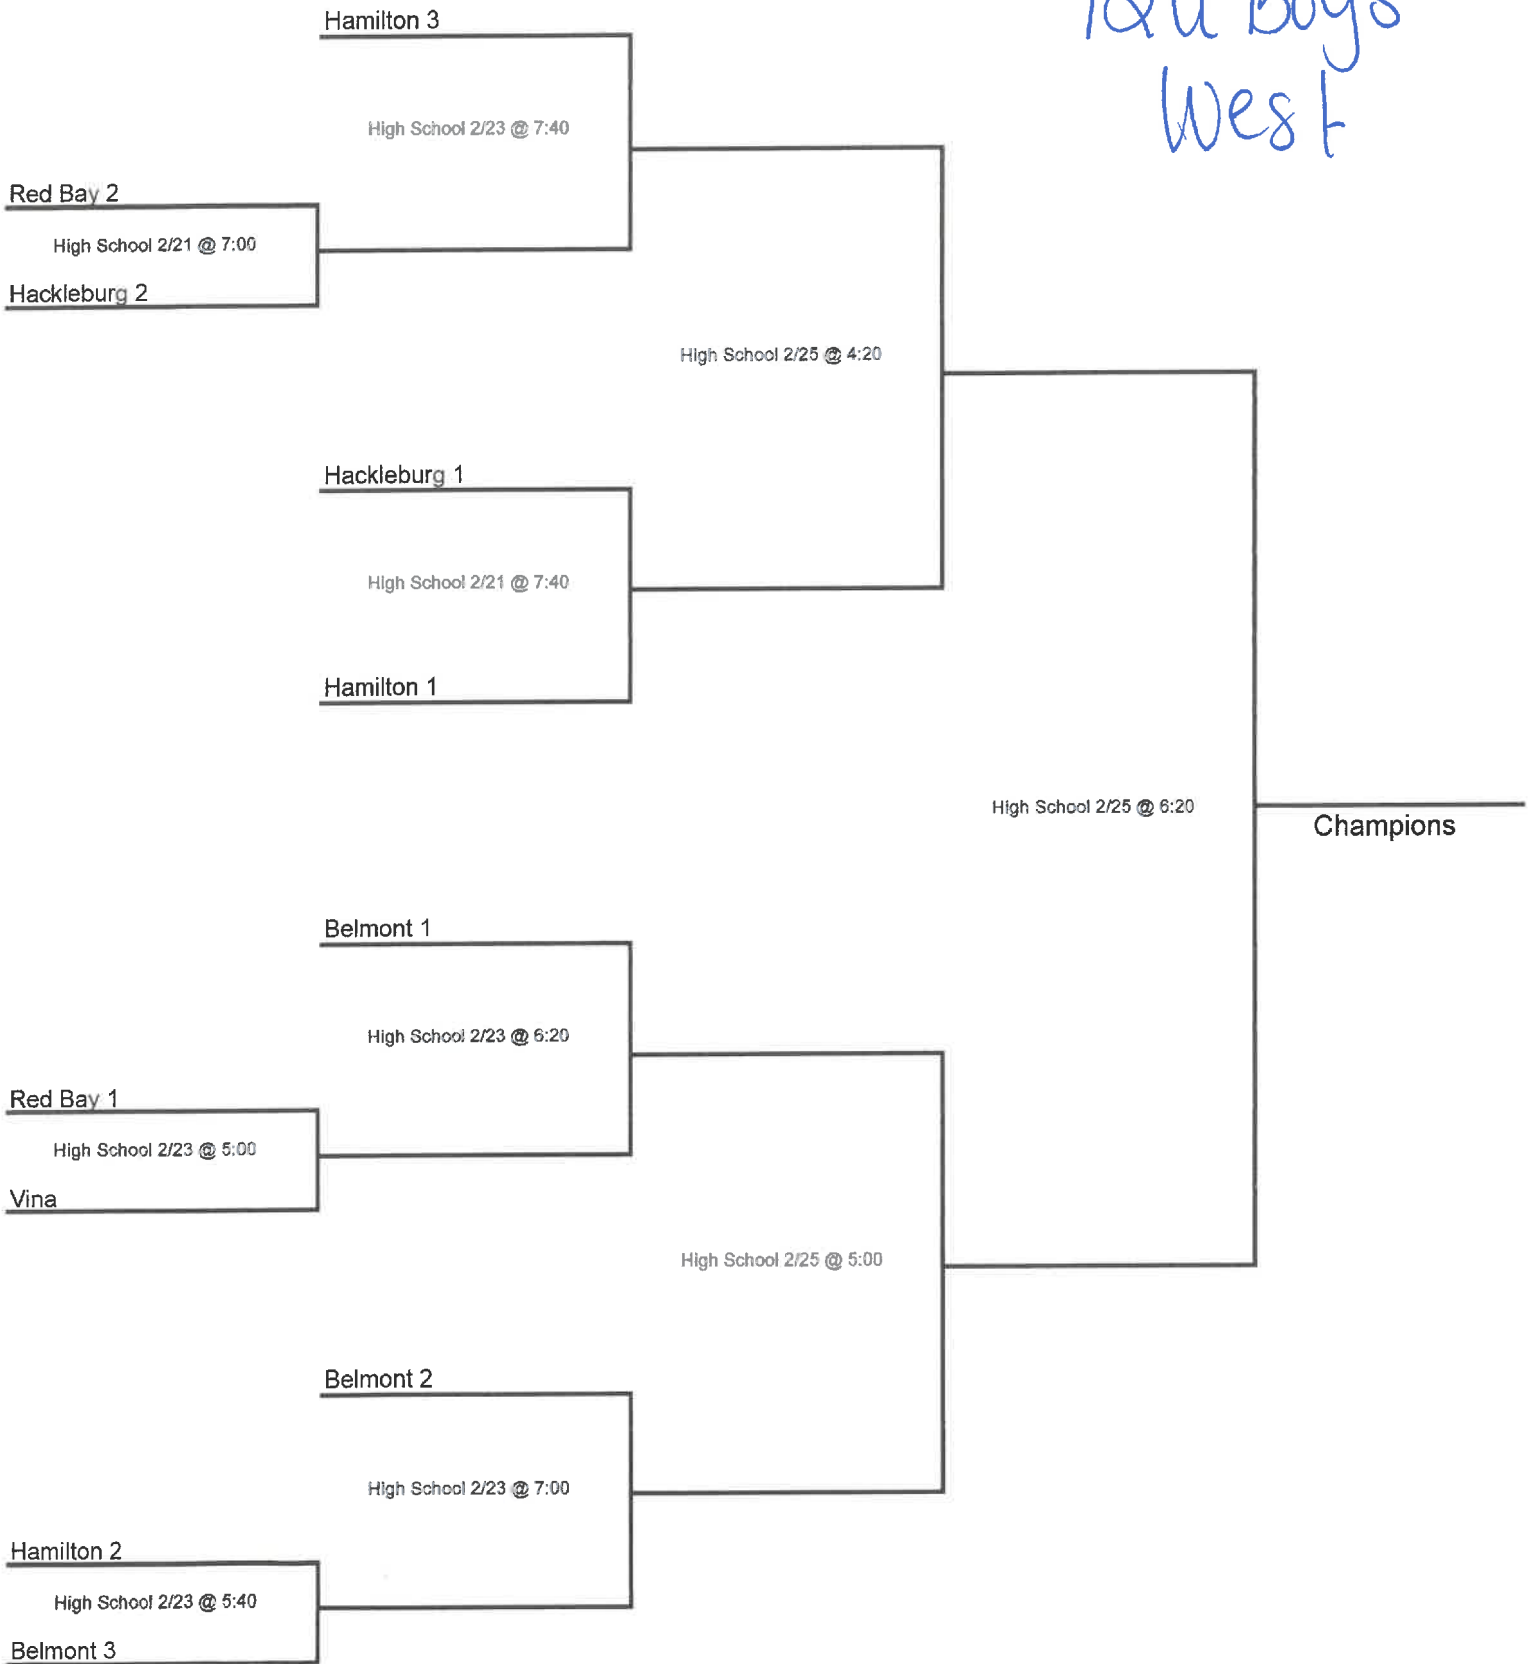 12U Boys
West
Hamilton 3
High School 2/23 @ 7:40
Red Bay 2
High School 2/21 @ 7:00
Hackleburg 2
High School 2/25 @ 4:20
Hackleburg 1
High School 2/21 @ 7:40
Hamilton 1
High School 2/25 @ 6:20
Champions
Belmont 1
High School 2/23 @ 6:20
Red Bay 1
High School 2/23 @ 5:00
Vina
High School 2/25 @ 5:00
Belmont 2
High School 2/23 @ 7:00
Hamilton 2
High School 2/23 @ 5:40
Belmont 3